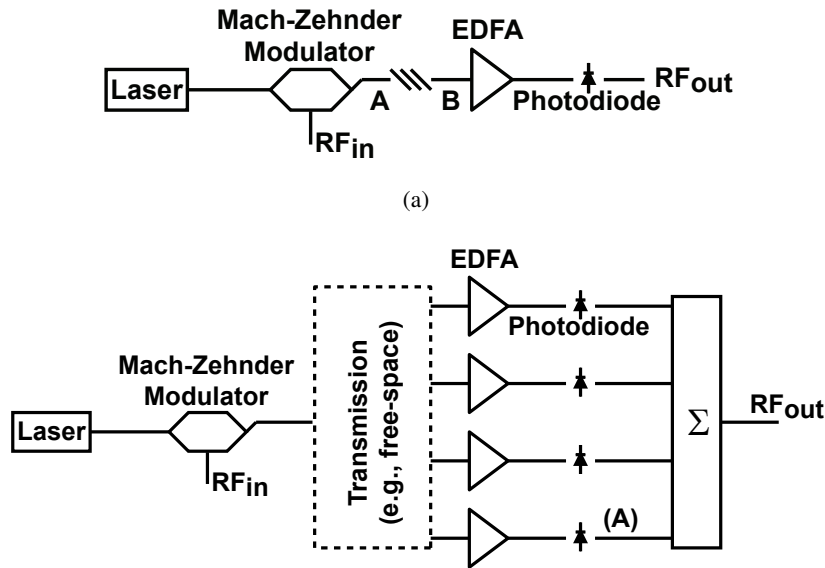 Mach-Zehnder
Modulator
EDFA
Laser
A
B
Photodiode
RFout
RFin
(a)
EDFA
Photodiode
Mach-Zehnder
Modulator
Laser
RFin
Transmission
(e.g., free-space)
Σ
RFout
(A)